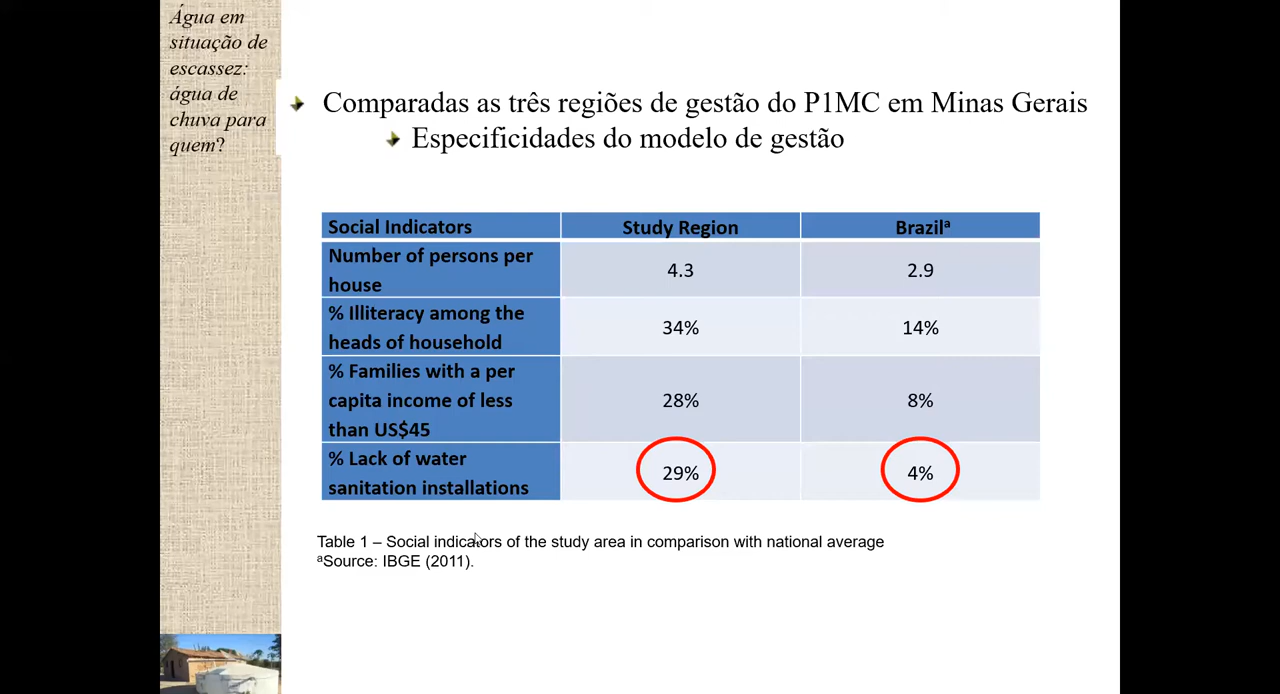 Água em
situação de
escassez:
água de
chuva para
quem?
Comparadas as três regiões de gestão do P1MC em Minas Gerais
Especificidades do modelo de gestão
Social Indicators Study Region Brazilᵃ
Number of persons per
house 4.3 2.9
% Illiteracy among the
heads of household 34% 14%
% Families with a per
capita income of less 28% 8%
than US$45
% Lack of water
sanitation installations 29% 4%
Table 1 – Social indicators of the study area in comparison with national average
ᵃSource: IBGE (2011).